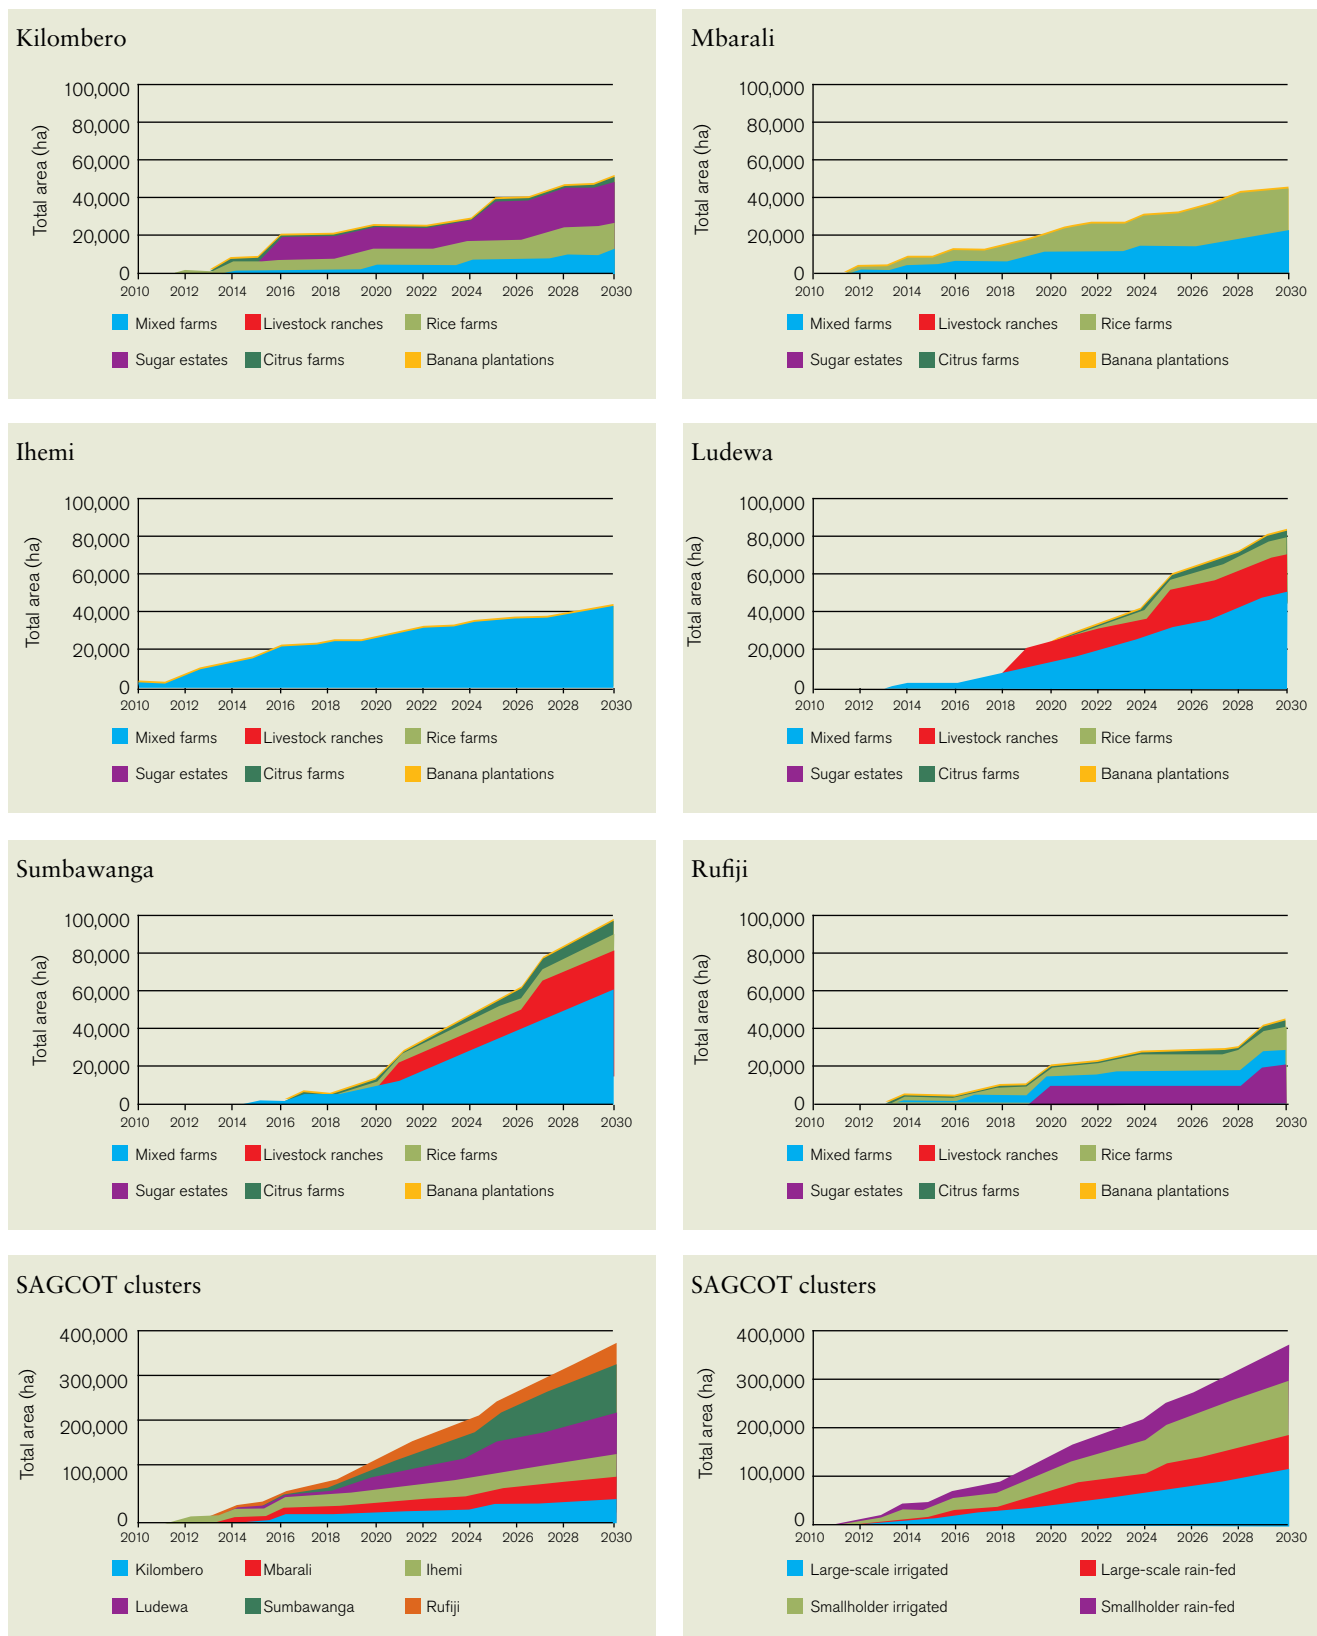 Kilombero
Total area (ha)
100,000
80,000
60,000
40,000
20,000
0
2010 2012 2014 2016 2018 2020 2022 2024 2026 2028 2030
Mixed farms Livestock ranches Rice farms
Sugar estates Citrus farms Banana plantations
Mbarali
Total area (ha)
100,000
80,000
60,000
40,000
20,000
0
2010 2012 2014 2016 2018 2020 2022 2024 2026 2028 2030
Mixed farms Livestock ranches Rice farms
Sugar estates Citrus farms Banana plantations
Ihemi
Total area (ha)
100,000
80,000
60,000
40,000
20,000
0
2010 2012 2014 2016 2018 2020 2022 2024 2026 2028 2030
Mixed farms Livestock ranches Rice farms
Sugar estates Citrus farms Banana plantations
Ludewa
Total area (ha)
100,000
80,000
60,000
40,000
20,000
0
2010 2012 2014 2016 2018 2020 2022 2024 2026 2028 2030
Mixed farms Livestock ranches Rice farms
Sugar estates Citrus farms Banana plantations
Sumbawanga
Total area (ha)
100,000
80,000
60,000
40,000
20,000
0
2010 2012 2014 2016 2018 2020 2022 2024 2026 2028 2030
Mixed farms Livestock ranches Rice farms
Sugar estates Citrus farms Banana plantations
Rufiji
Total area (ha)
100,000
80,000
60,000
40,000
20,000
0
2010 2012 2014 2016 2018 2020 2022 2024 2026 2028 2030
Mixed farms Livestock ranches Rice farms
Sugar estates Citrus farms Banana plantations
SAGCOT clusters
Total area (ha)
400,000
300,000
200,000
100,000
0
2010 2012 2014 2016 2018 2020 2022 2024 2026 2028 2030
Kilombero Mbarali Ihemi
Ludewa Sumbawanga Rufiji
SAGCOT clusters
Total area (ha)
400,000
300,000
200,000
100,000
0
2010 2012 2014 2016 2018 2020 2022 2024 2026 2028 2030
Large-scale irrigated Large-scale rain-fed
Smallholder irrigated Smallholder rain-fed